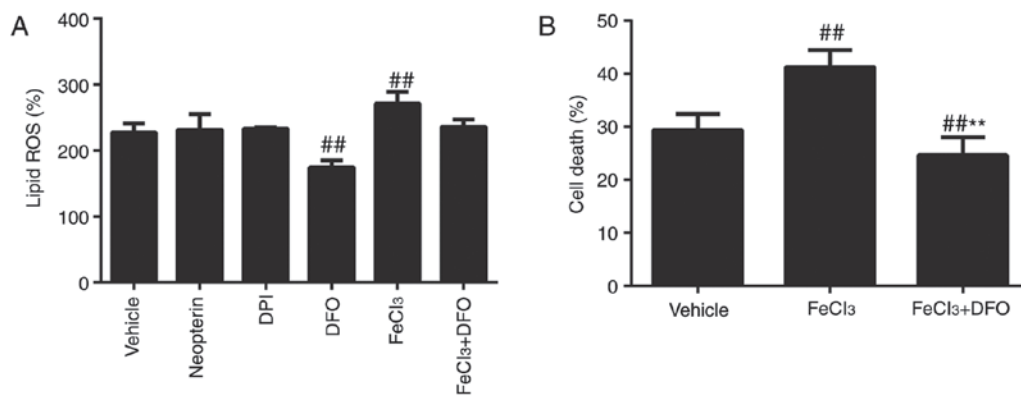 A
Lipid ROS (%)
400
300
200
100
0
##
##
Vehicle
Neopterin
DPI
DFO
FeCl₃
FeCl₃+DFO
B
Cell death (%)
50
40
30
20
10
0
##
##**
Vehicle
FeCl₃
FeCl₃+DFO